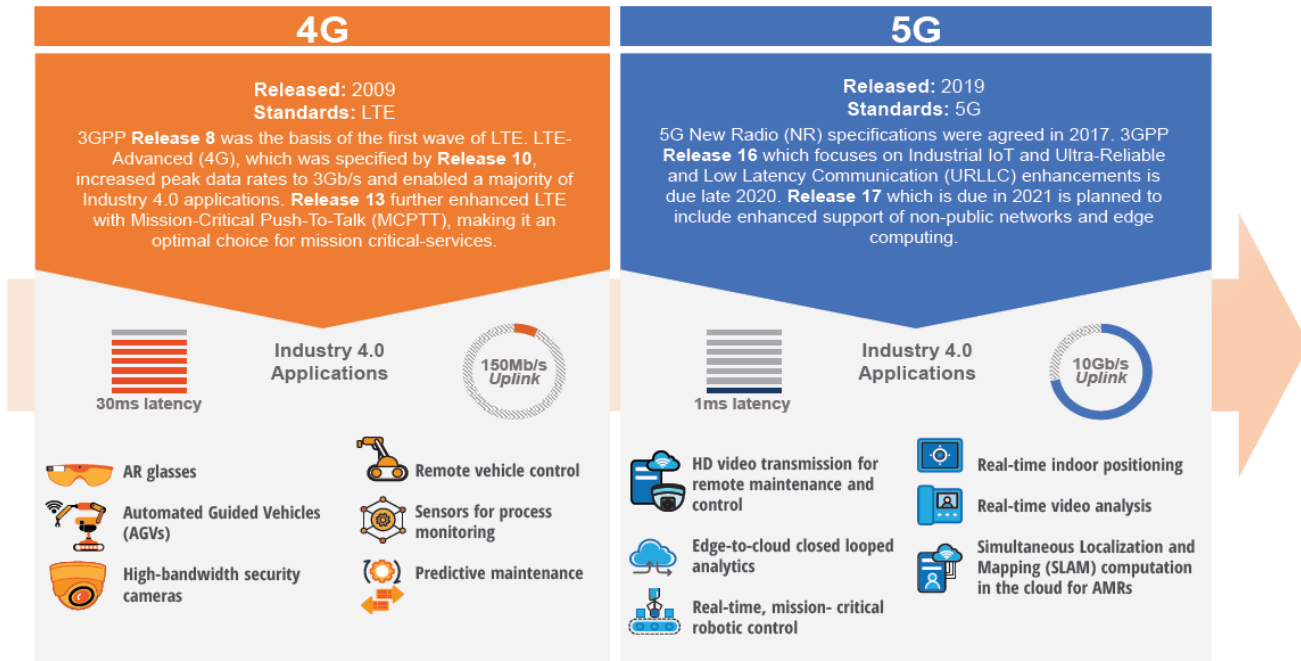 4G
Released: 2009
Standards: LTE
3GPP Release 8 was the basis of the first wave of LTE. LTE-
Advanced (4G), which was specified by Release 10,
increased peak data rates to 3Gb/s and enabled a majority of
Industry 4.0 applications. Release 13 further enhanced LTE
with Mission-Critical Push-To-Talk (MCPTT), making it an
optimal choice for mission critical-services.
30ms latency
Industry 4.0
Applications
150Mb/s
Uplink
AR glasses
Automated Guided Vehicles
(AGVs)
High-bandwidth security
cameras
Remote vehicle control
Sensors for process
monitoring
Predictive maintenance
5G
Released: 2019
Standards: 5G
5G New Radio (NR) specifications were agreed in 2017. 3GPP
Release 16 which focuses on Industrial IoT and Ultra-Reliable
and Low Latency Communication (URLLC) enhancements is
due late 2020. Release 17 which is due in 2021 is planned to
include enhanced support of non-public networks and edge
computing.
1ms latency
Industry 4.0
Applications
10Gb/s
Uplink
HD video transmission for
remote maintenance and
control
Edge-to-cloud closed looped
analytics
Real-time, mission- critical
robotic control
Real-time indoor positioning
Real-time video analysis
Simultaneous Localization and
Mapping (SLAM) computation
in the cloud for AMRs